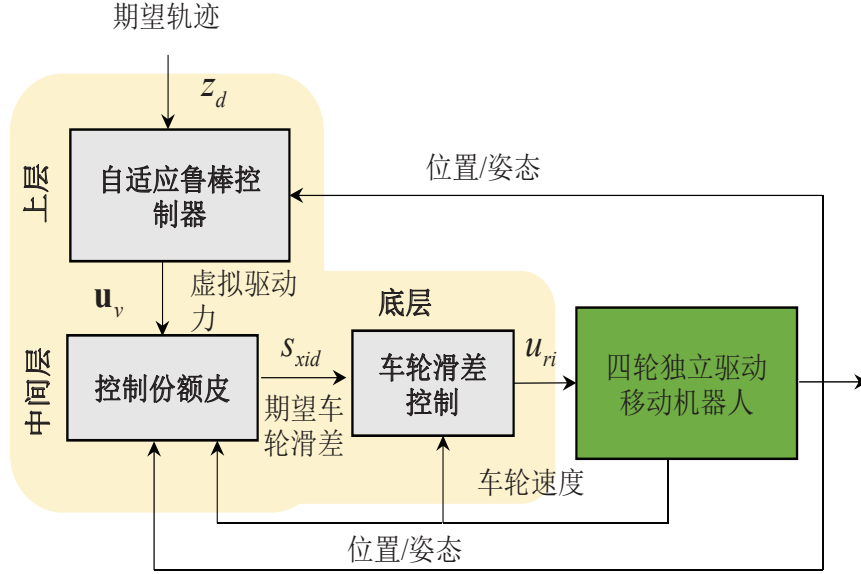 期望轨迹
z_d
上层
自适应鲁棒控
制器
位置/姿态
u_v
虚拟驱动
力
底层
中间层
控制份额皮
s_xid
期望车
轮滑差
车轮滑差
控制
u_ri
四轮独立驱动
移动机器人
车轮速度
位置/姿态